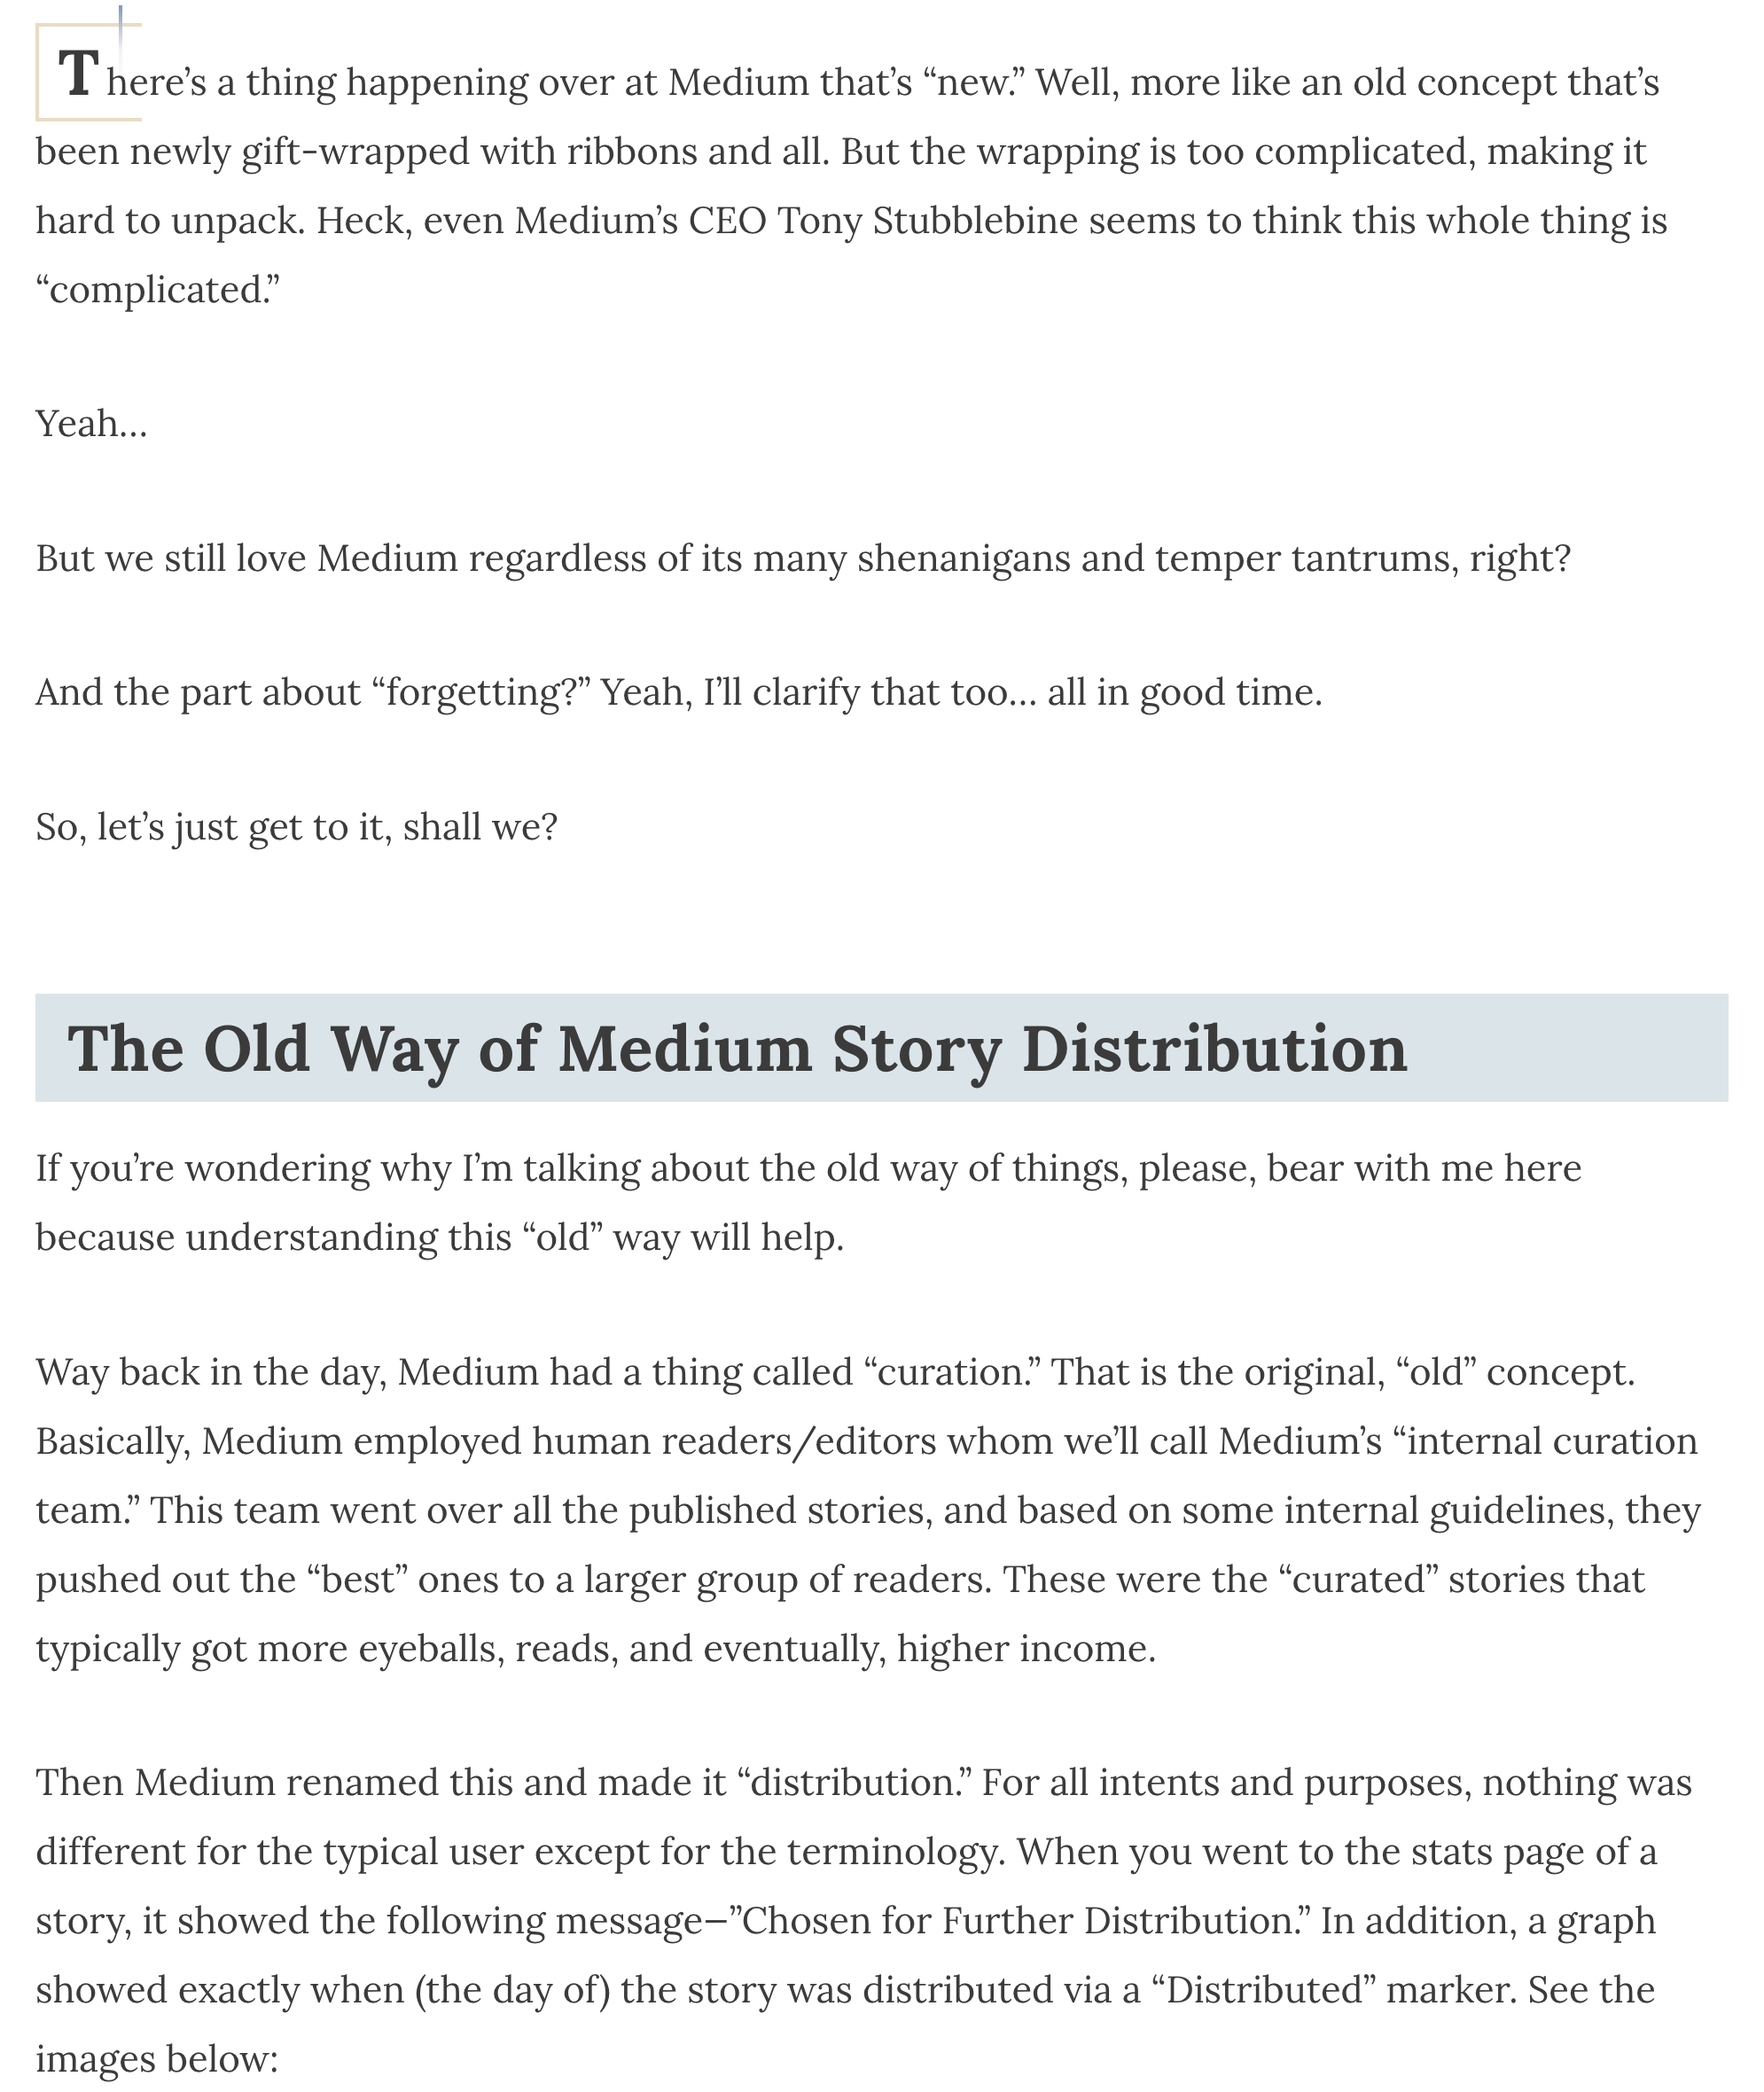 There’s a thing happening over at Medium that’s “new.” Well, more like an old concept that’s
been newly gift-wrapped with ribbons and all. But the wrapping is too complicated, making it
hard to unpack. Heck, even Medium’s CEO Tony Stubblebine seems to think this whole thing is
“complicated.”
Yeah…
But we still love Medium regardless of its many shenanigans and temper tantrums, right?
And the part about “forgetting?” Yeah, I’ll clarify that too… all in good time.
So, let’s just get to it, shall we?
The Old Way of Medium Story Distribution
If you’re wondering why I’m talking about the old way of things, please, bear with me here
because understanding this “old” way will help.
Way back in the day, Medium had a thing called “curation.” That is the original, “old” concept.
Basically, Medium employed human readers/editors whom we’ll call Medium’s “internal curation
team.” This team went over all the published stories, and based on some internal guidelines, they
pushed out the “best” ones to a larger group of readers. These were the “curated” stories that
typically got more eyeballs, reads, and eventually, higher income.
Then Medium renamed this and made it “distribution.” For all intents and purposes, nothing was
different for the typical user except for the terminology. When you went to the stats page of a
story, it showed the following message—”Chosen for Further Distribution.” In addition, a graph
showed exactly when (the day of) the story was distributed via a “Distributed” marker. See the
images below: